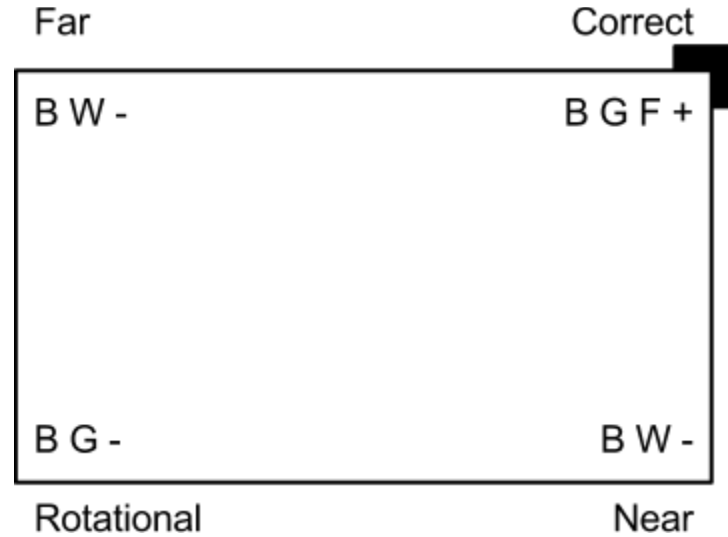 Far Correct
B W - B G F +
B G - B W -
Rotational Near